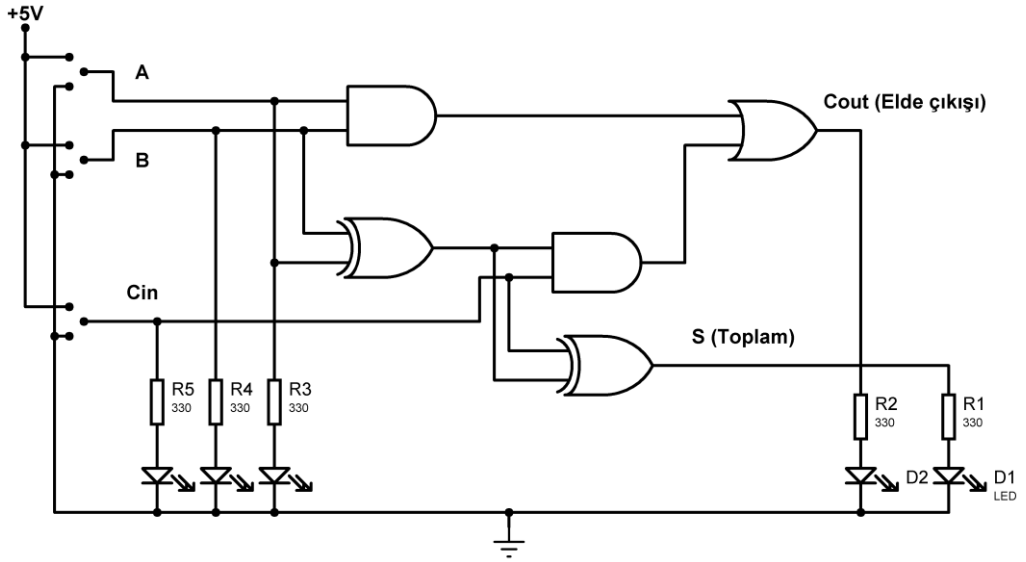 +5V
A
Cout (Elde çıkışı)
B
Cin
S (Toplam)
R5
330
R4
330
R3
330
R2
330
R1
330
D2
D1
LED